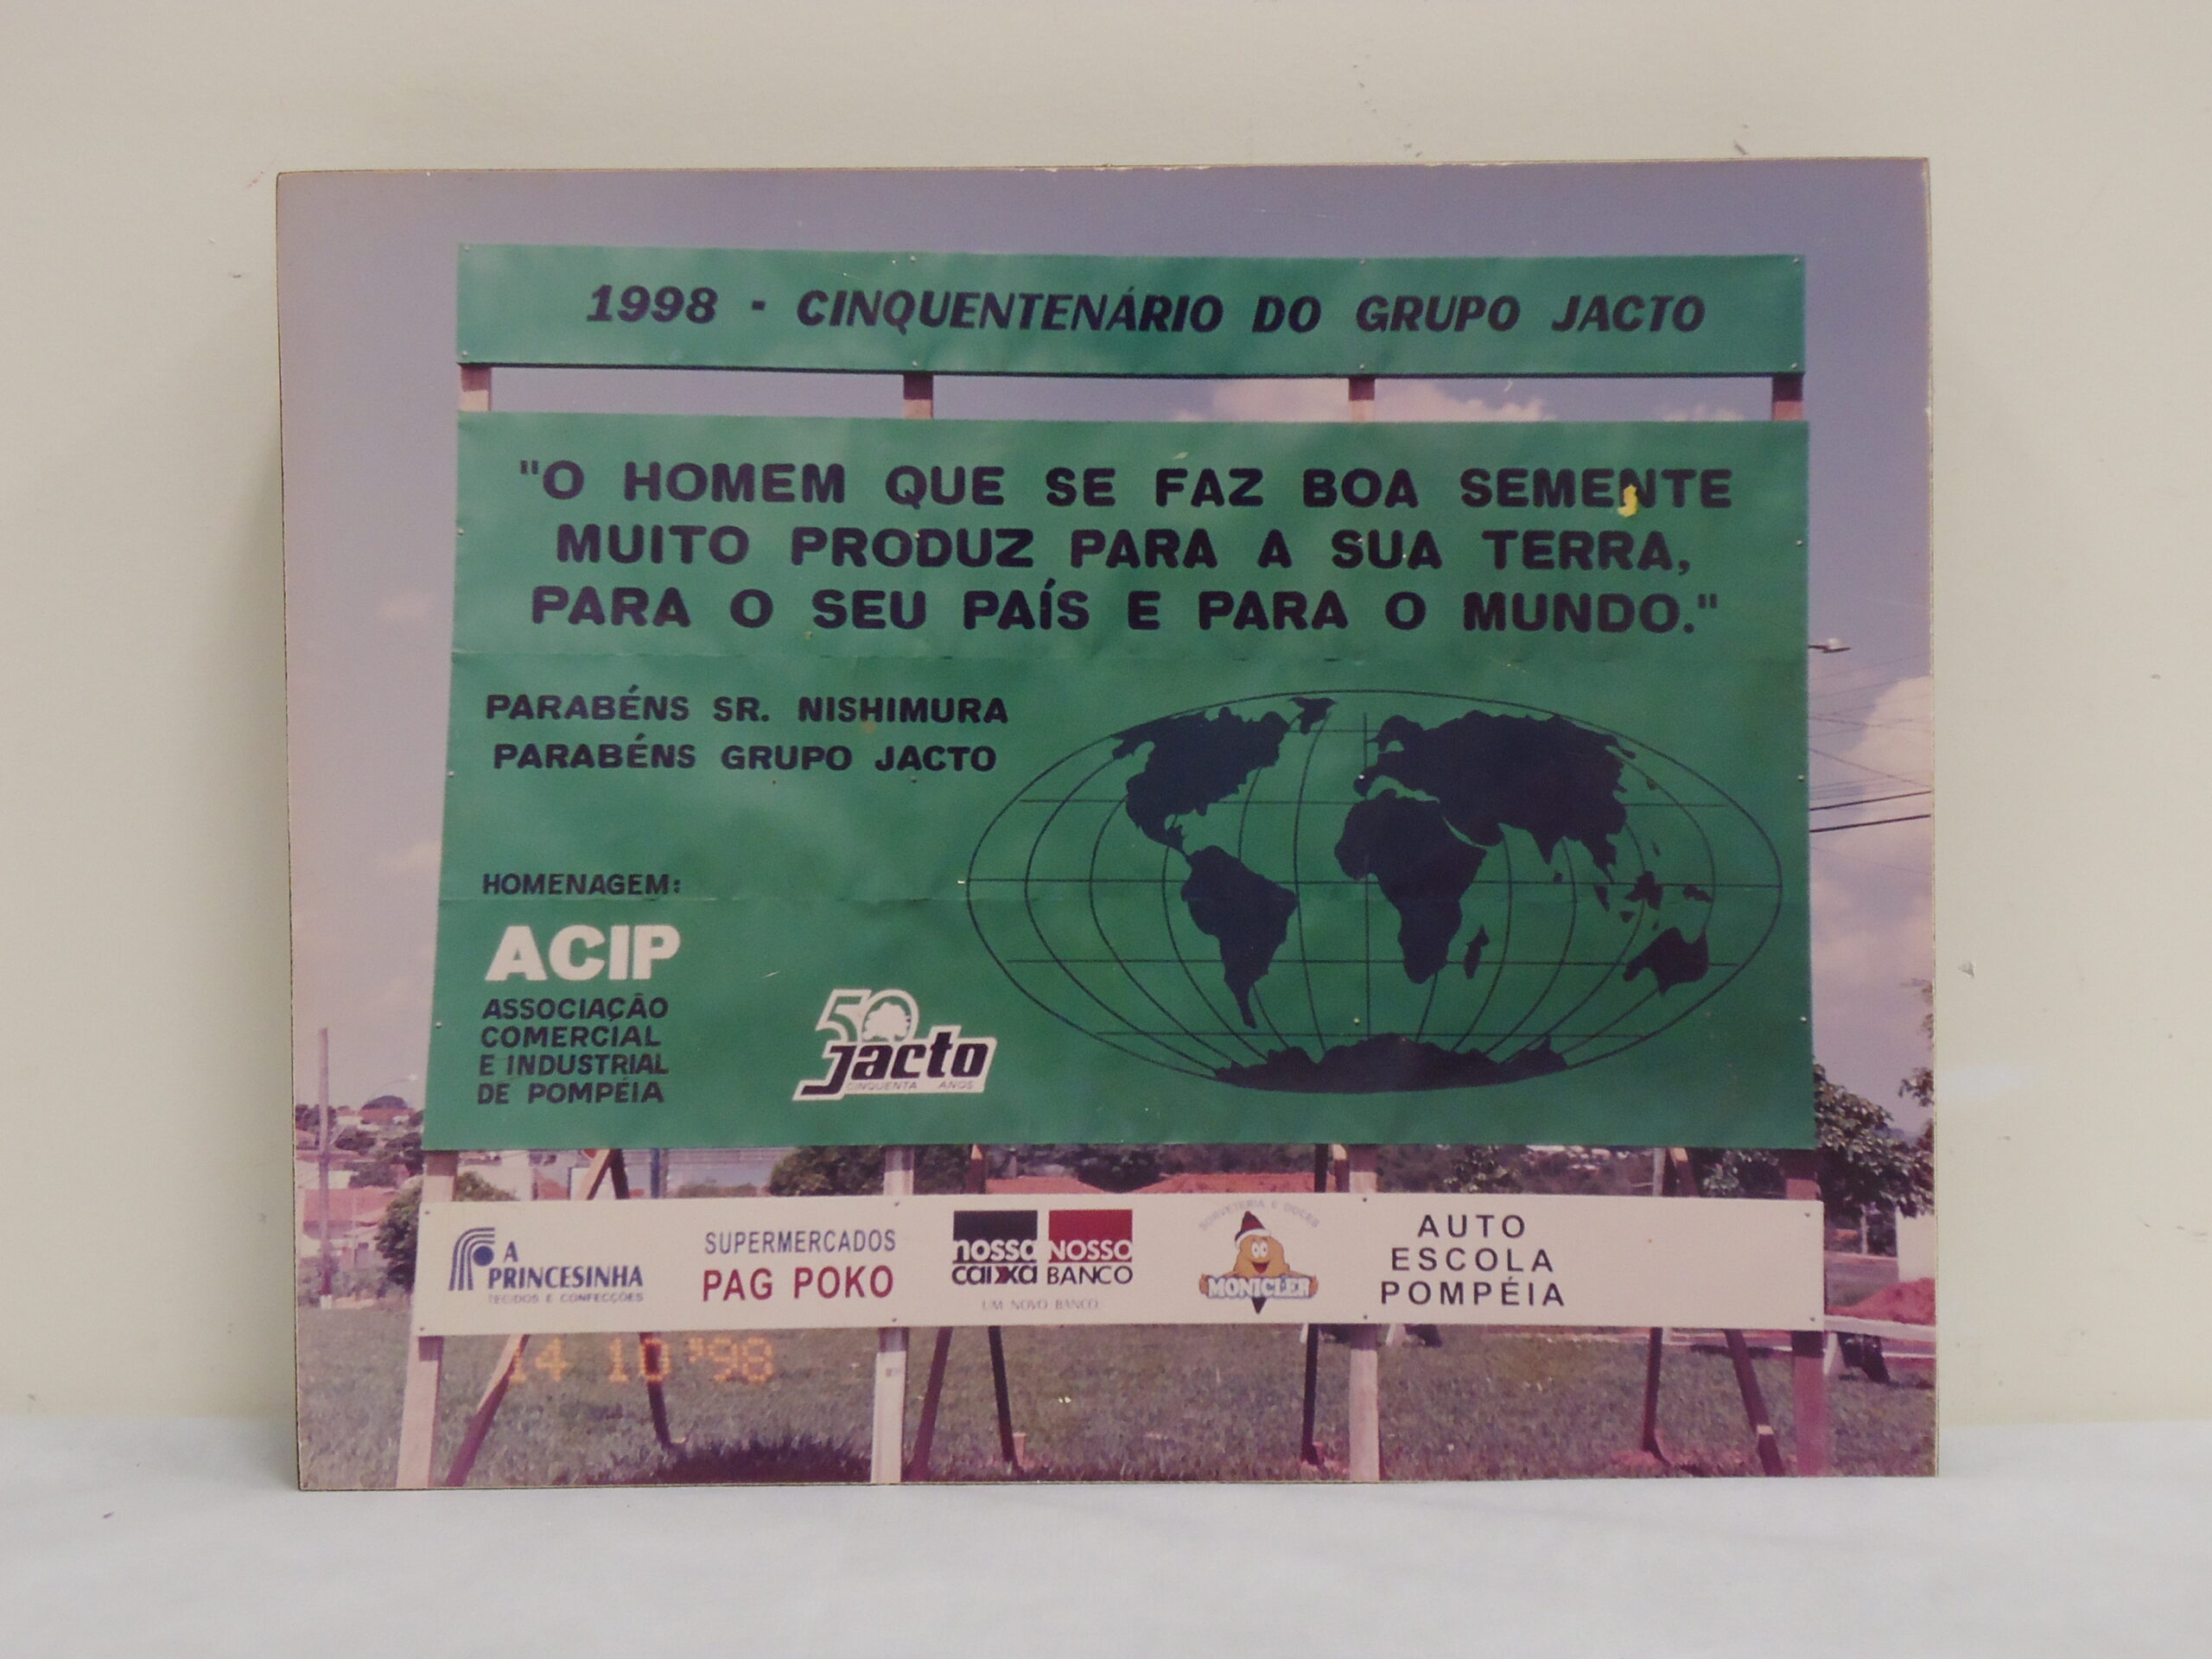 1998 - CINQUENTENÁRIO DO GRUPO JACTO
"O HOMEM QUE SE FAZ BOA SEMENTE
MUITO PRODUZ PARA A SUA TERRA,
PARA O SEU PAÍS E PARA O MUNDO."
PARABÉNS SR. NISHIMURA
PARABÉNS GRUPO JACTO
HOMENAGEM:
ACIP
ASSOCIAÇÃO
COMERCIAL
E INDUSTRIAL
DE POMPÉIA
50
Jacto
CINQUENTA ANOS
A
PRINCESINHA
TECIDOS E CONFECÇÕES
SUPERMERCADOS
PAG POKO
nossa
caixa
NOSSO
BANCO
UM NOVO BANCO
SORVETERIA E DOCES
MONICLER
AUTO
ESCOLA
POMPÉIA
14 10 '98